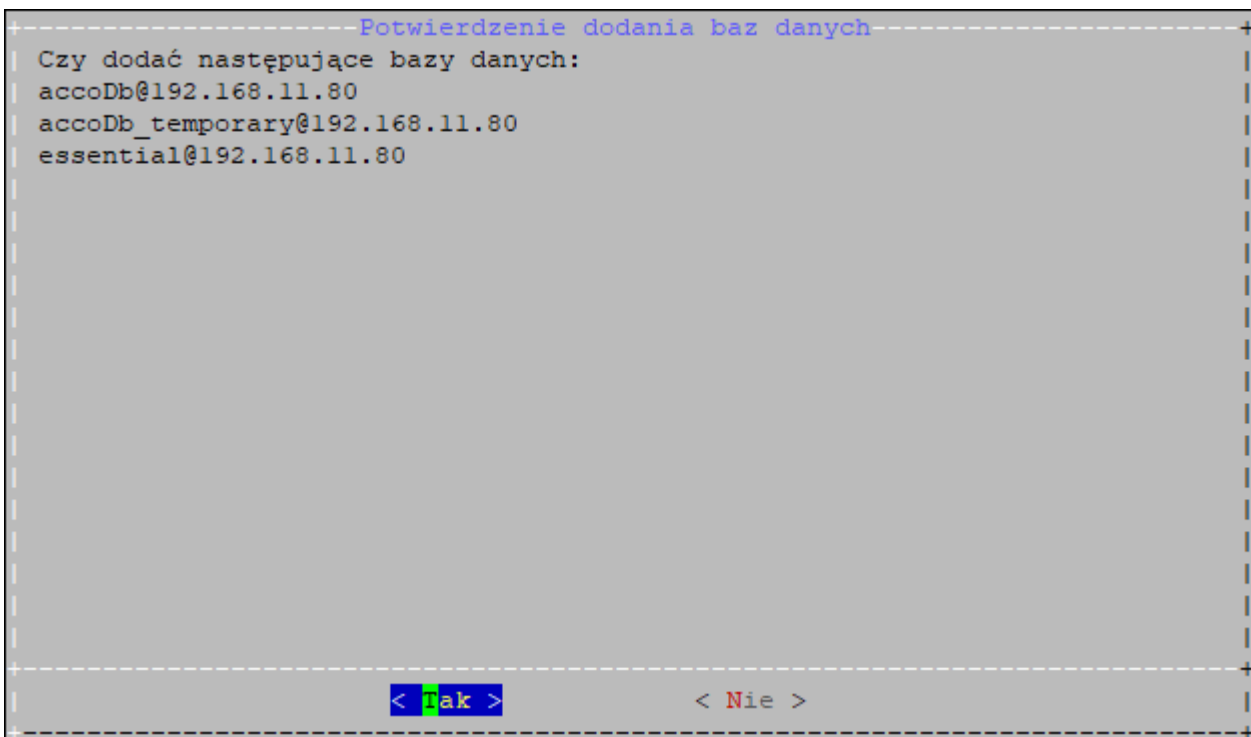 Potwierdzenie dodania baz danych
Czy dodać następujące bazy danych:
accoDb@192.168.11.80
accoDb_temporary@192.168.11.80
essential@192.168.11.80
< Tak > < Nie >